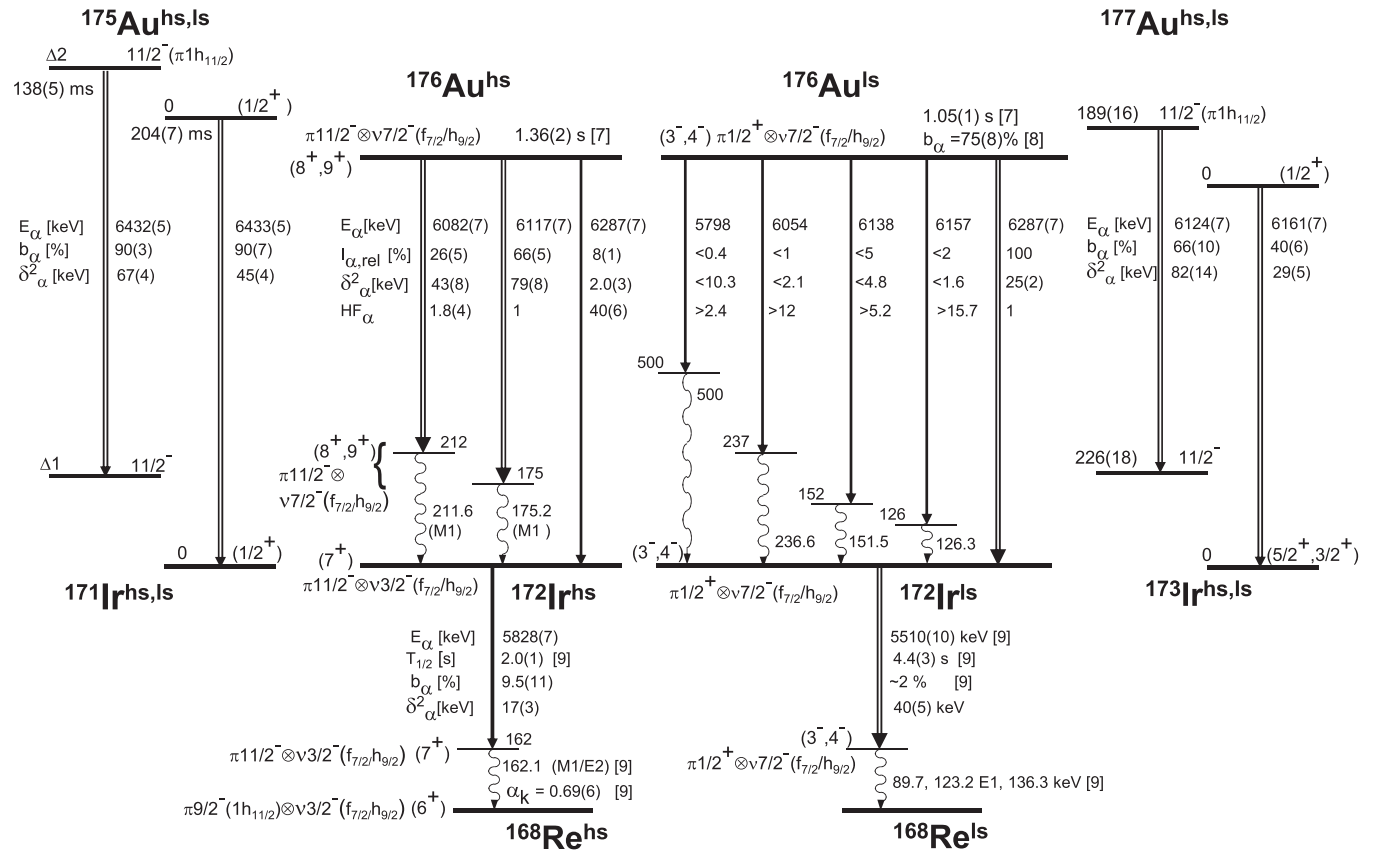 175Auhs,ls
Δ2 11/2-(π1h11/2)
138(5) ms
0 (1/2+)
204(7) ms
Eα [keV] 6432(5) 6433(5)
bα [%] 90(3) 90(7)
δ2α [keV] 67(4) 45(4)
Δ1 11/2-
0 (1/2+)
171Irhs,ls
176Auhs
π11/2-⊗ν7/2-(f7/2/h9/2) 1.36(2) s [7]
(8+,9+)
Eα[keV] 6082(7) 6117(7) 6287(7)
Iα,rel [%] 26(5) 66(5) 8(1)
δ2α[keV] 43(8) 79(8) 2.0(3)
HFα 1.8(4) 1 40(6)
(8+,9+) { 212
π11/2-⊗
ν7/2-(f7/2/h9/2)
175
211.6 (M1)
175.2 (M1 )
(7+)
π11/2-⊗ν3/2-(f7/2/h9/2)
172Irhs
Eα [keV] 5828(7)
T1/2 [s] 2.0(1) [9]
bα [%] 9.5(11)
δ2α[keV] 17(3)
162
π11/2-⊗ν3/2-(f7/2/h9/2) (7+)
162.1 (M1/E2) [9]
αk = 0.69(6) [9]
π9/2-(1h11/2)⊗ν3/2-(f7/2/h9/2) (6+)
168Rehs
176Auls
1.05(1) s [7]
(3-,4-) π1/2+⊗ν7/2-(f7/2/h9/2) bα =75(8)% [8]
5798 6054 6138 6157 6287(7)
<0.4 <1 <5 <2 100
<10.3 <2.1 <4.8 <1.6 25(2)
>2.4 >12 >5.2 >15.7 1
500
500
237
236.6
152
151.5
126
126.3
(3-,4-)
π1/2+⊗ν7/2-(f7/2/h9/2)
172Irls
5510(10) keV [9]
4.4(3) s [9]
~2 % [9]
40(5) keV
(3-,4-)
π1/2+⊗ν7/2-(f7/2/h9/2)
89.7, 123.2 E1, 136.3 keV [9]
168Rels
177Auhs,ls
189(16) 11/2-(π1h11/2)
0 (1/2+)
Eα[keV] 6124(7) 6161(7)
bα [%] 66(10) 40(6)
δ2α [keV] 82(14) 29(5)
226(18) 11/2-
0 (5/2+,3/2+)
173Irhs,ls